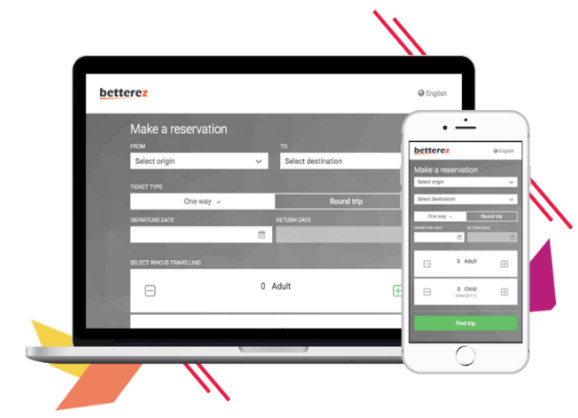 betterez
English
Make a reservation
FROM
TO
Select origin
Select destination
TICKET TYPE
One way
Round trip
DEPARTURE DATE
RETURN DATE
SELECT WHO IS TRAVELLING
0 Adult
betterez
English
Make a reservation
Select origin
Select destination
One way
Round trip
DEPARTURE DATE
RETURN DATE
0 Adult
0 Child
Find trip